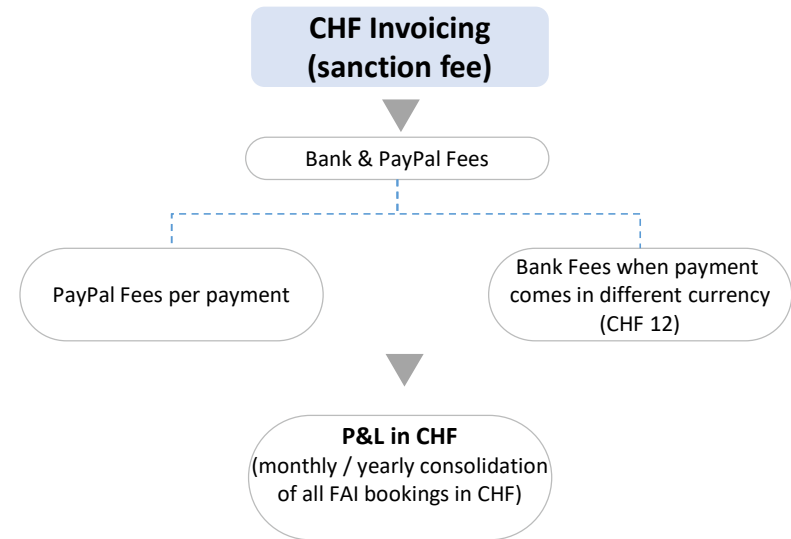 CHF Invoicing
(sanction fee)
Bank & PayPal Fees
PayPal Fees per payment
Bank Fees when payment
comes in different currency
(CHF 12)
P&L in CHF
(monthly / yearly consolidation
of all FAI bookings in CHF)